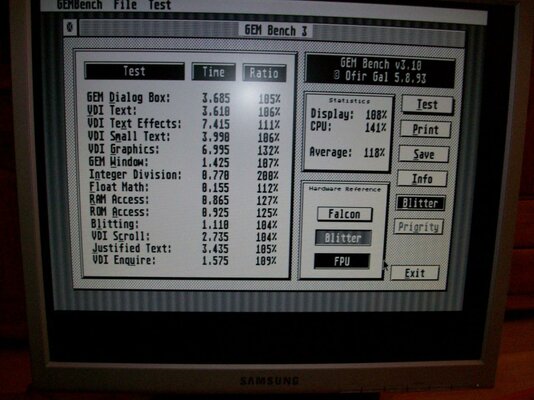 GEMBench File Test
GEM Bench 3
Test Time Ratio
GEM Dialog Box: 3.685 105%
VDI Text: 3.610 106%
VDI Text Effects: 7.415 111%
VDI Small Text: 3.990 106%
VDI Graphics: 6.995 132%
GEM Window: 1.425 107%
Integer Division: 0.770 200%
Float Math: 0.155 112%
RAM Access: 0.865 127%
ROM Access: 0.925 125%
Blitting: 1.110 104%
VDI Scroll: 2.735 104%
Justified Text: 3.435 105%
VDI Enquire: 1.575 109%
GEM Bench v3.10
Ofir Gal 5.8.93
Statistics
Display: 108%
CPU: 141%
Average: 118%
Hardware Reference
Falcon
Blitter
FPU
Test
Print
Save
Info
Blitter
Priority
Exit
SAMSUNG